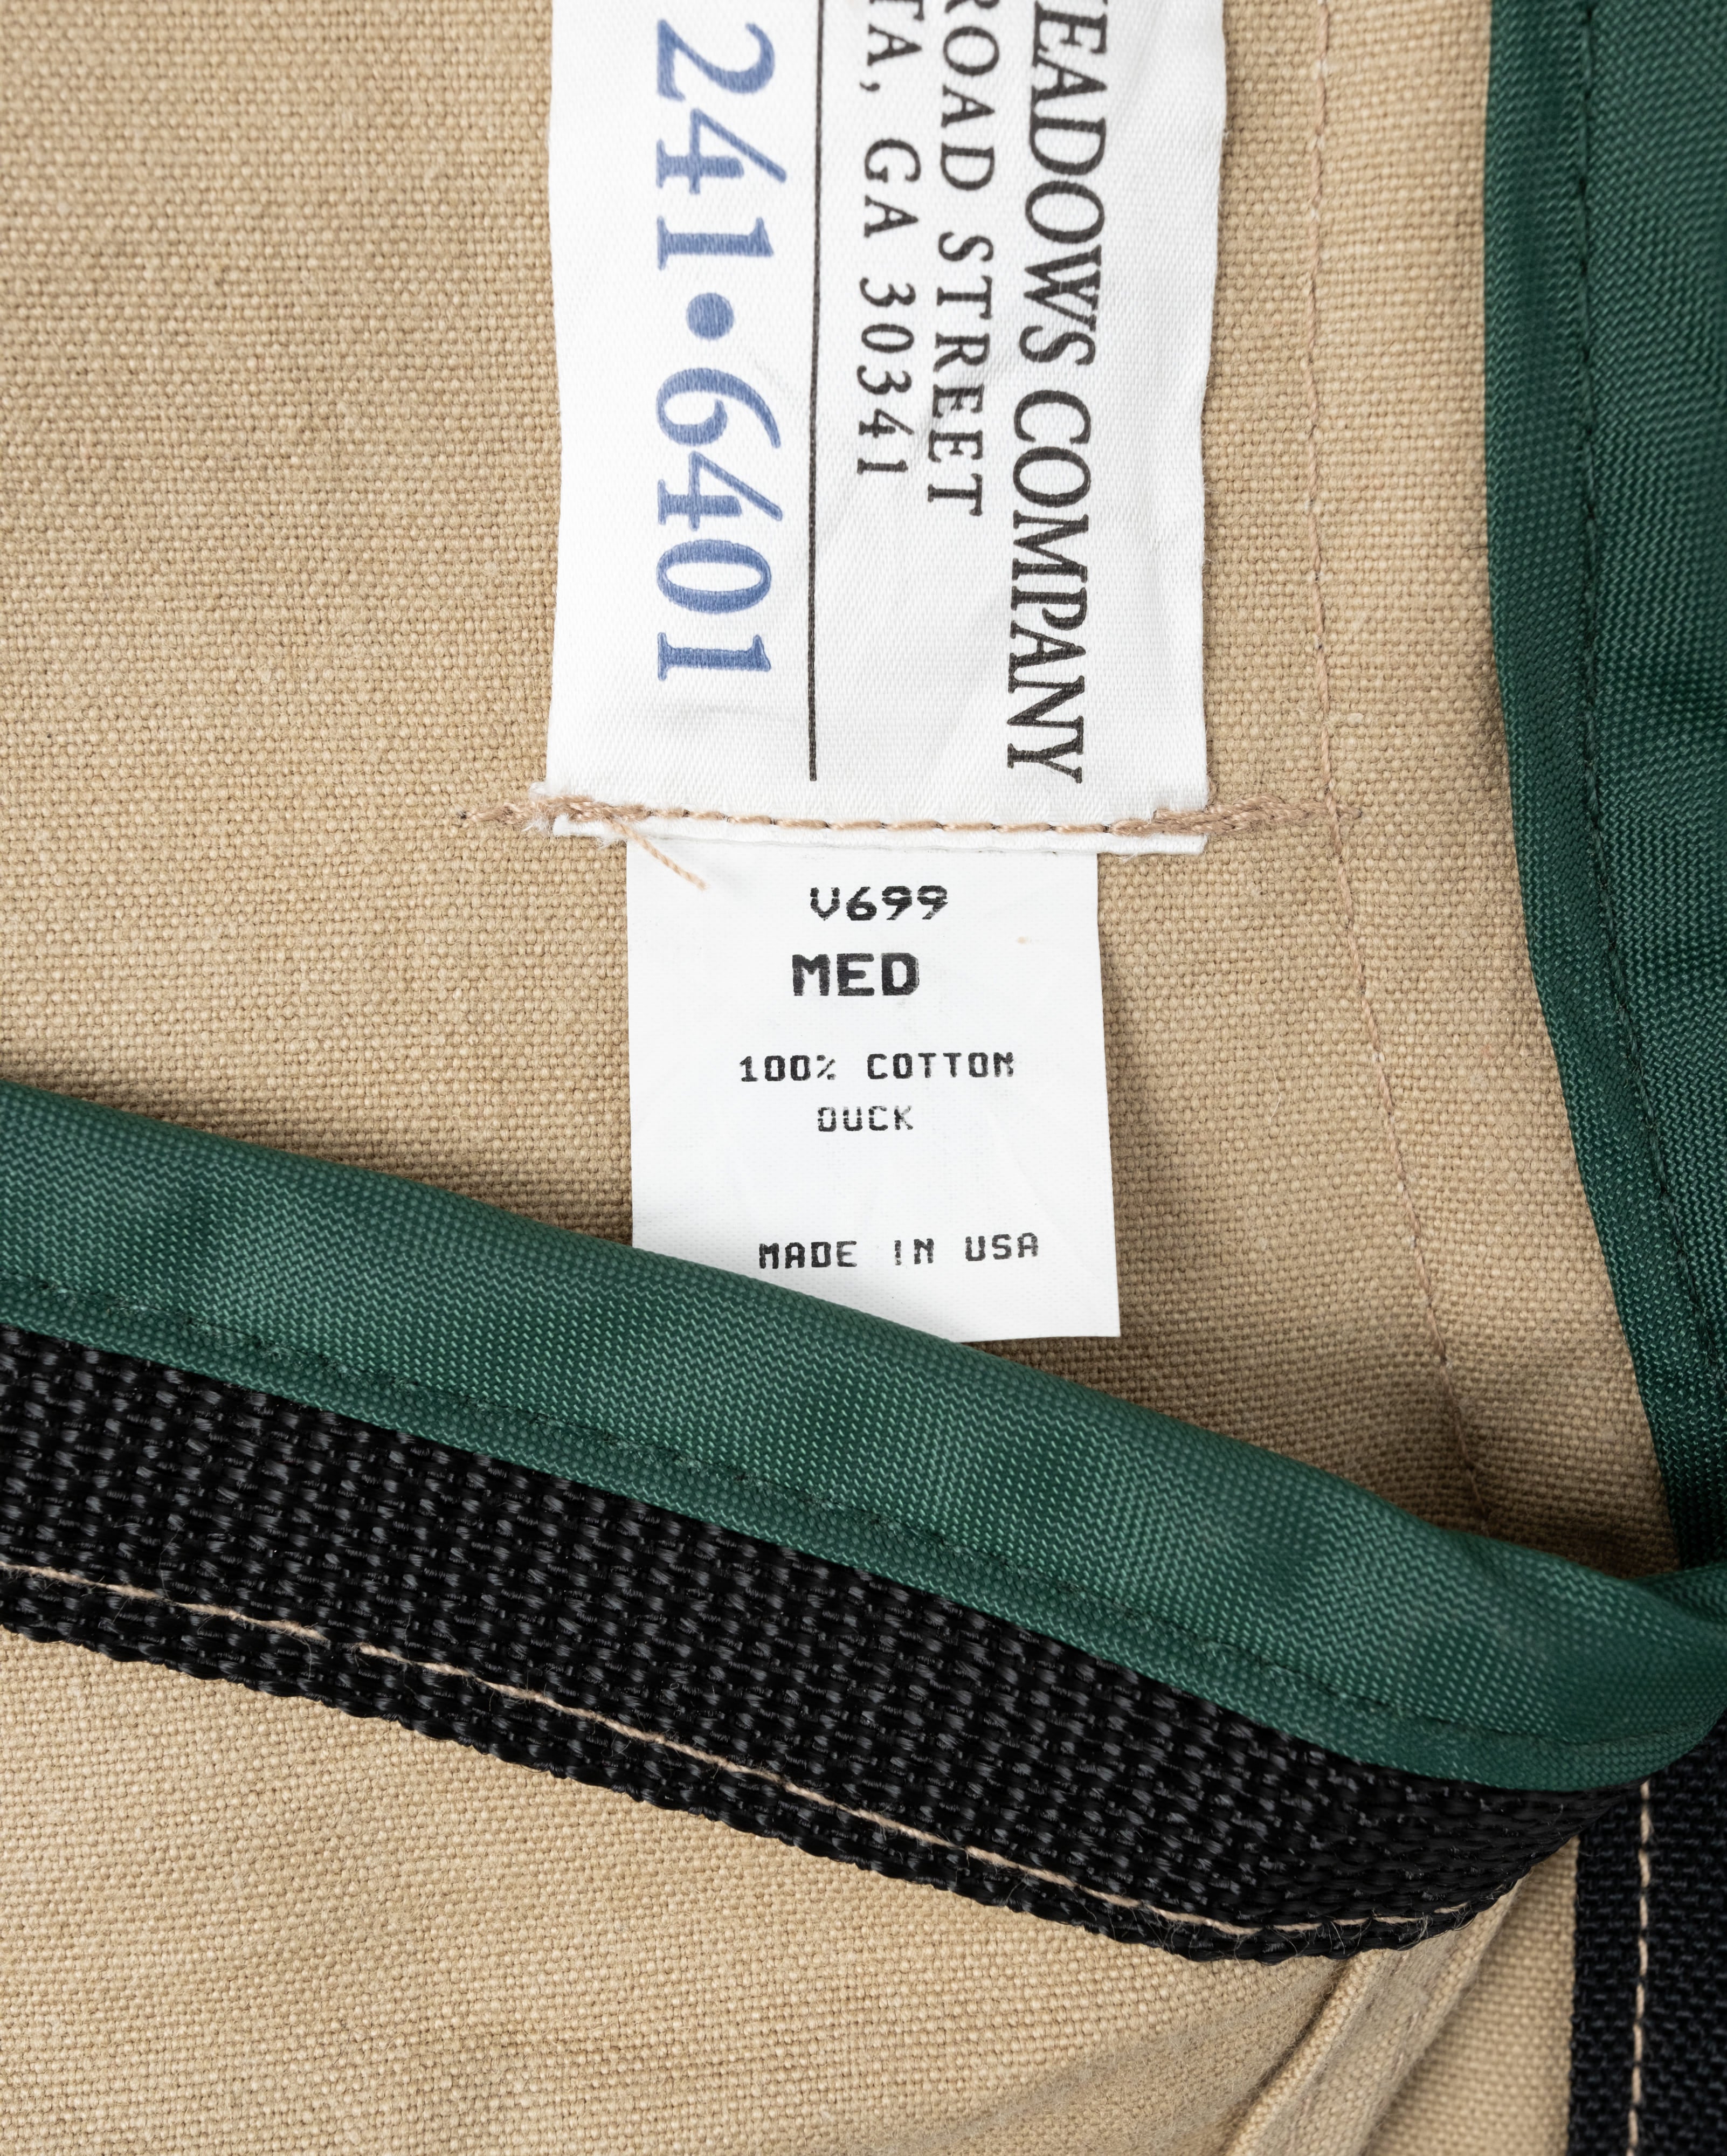 EADOWS COMPANY
ROAD STREET
TA, GA 30341
241•6401
V699
MED
100% COTTON
DUCK
MADE IN USA